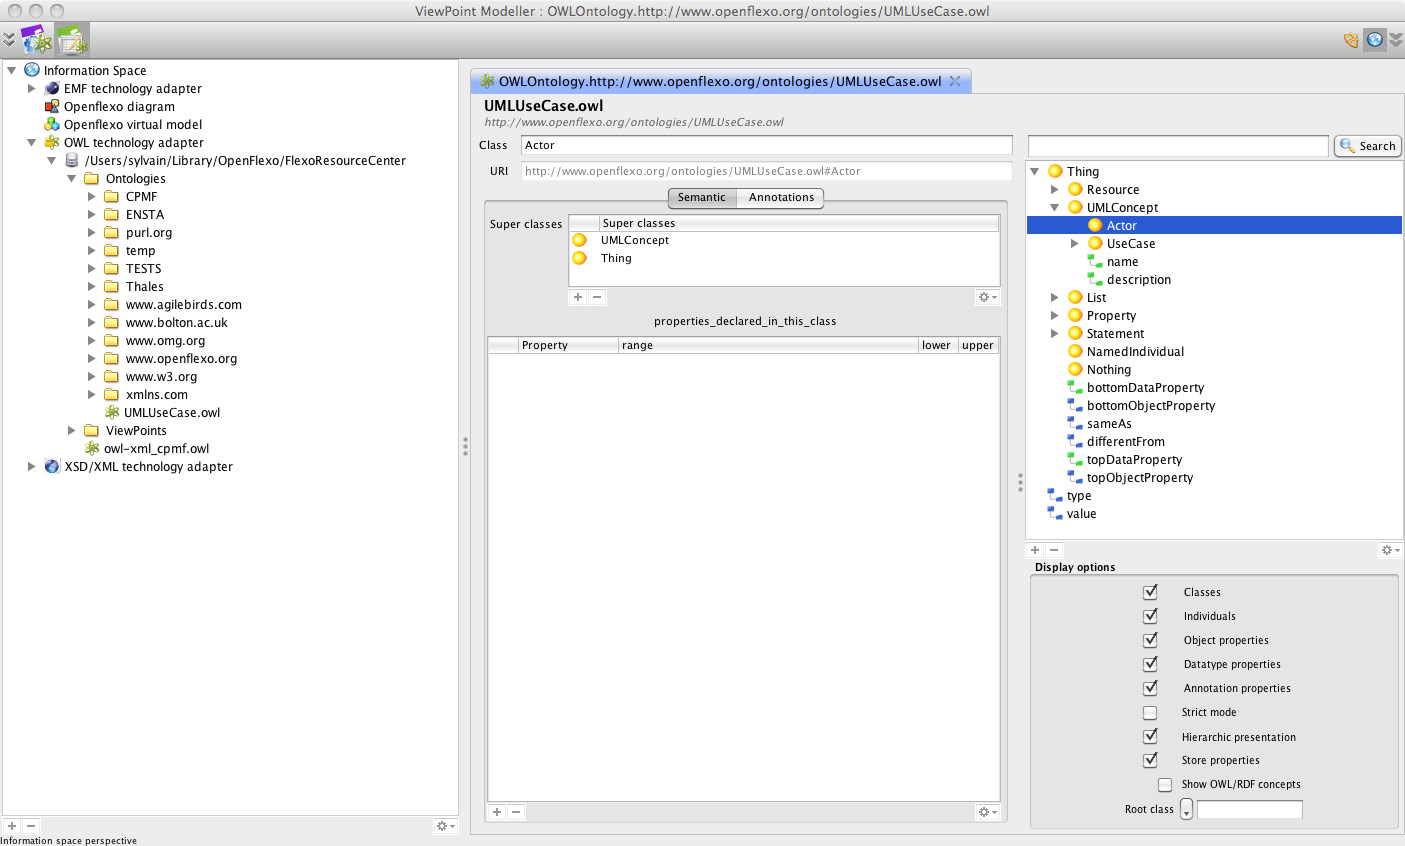 ViewPoint Modeller : OWLOntology.http://www.openflexo.org/ontologies/UMLUseCase.owl
Information Space
EMF technology adapter
Openflexo diagram
Openflexo virtual model
OWL technology adapter
/Users/sylvain/Library/OpenFlexo/FlexoResourceCenter
Ontologies
CPMF
ENSTA
purl.org
temp
TESTS
Thales
www.agilebirds.com
www.bolton.ac.uk
www.omg.org
www.openflexo.org
www.w3.org
xmlns.com
UMLUseCase.owl
ViewPoints
owl-xml_cpmf.owl
XSD/XML technology adapter
Information space perspective
OWLOntology.http://www.openflexo.org/ontologies/UMLUseCase.owl
UMLUseCase.owl
http://www.openflexo.org/ontologies/UMLUseCase.owl
Class Actor
URI http://www.openflexo.org/ontologies/UMLUseCase.owl#Actor
Semantic Annotations
Super classes Super classes
UMLConcept
Thing
properties_declared_in_this_class
Property range lower upper
Search
Thing
Resource
UMLConcept
Actor
UseCase
name
description
List
Property
Statement
NamedIndividual
Nothing
bottomDataProperty
bottomObjectProperty
sameAs
differentFrom
topDataProperty
topObjectProperty
type
value
Display options
Classes
Individuals
Object properties
Datatype properties
Annotation properties
Strict mode
Hierarchic presentation
Store properties
Show OWL/RDF concepts
Root class